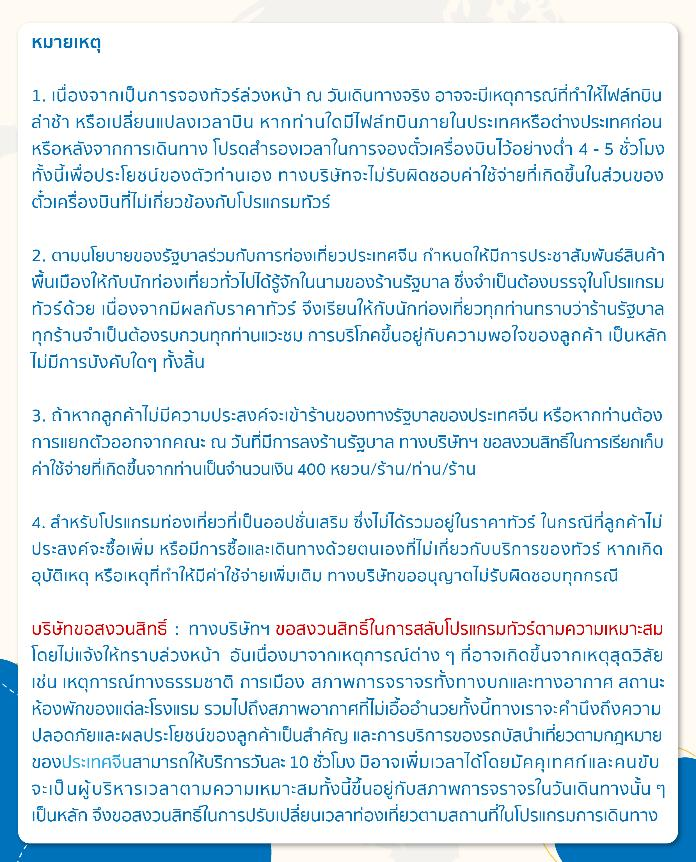 หมายเหตุ
1. เนื่องจากเป็นการจองทัวร์ล่วงหน้า ณ วันเดินทางจริง อาจจะมีเหตุการณ์ที่ทำให้ไฟล์ทบิน
ล่าช้า หรือเปลี่ยนแปลงเวลาบิน หากท่านใดมีไฟล์ทบินภายในประเทศหรือต่างประเทศก่อน
หรือหลังจากการเดินทาง โปรดสำรองเวลาในการจองตั๋วเครื่องบินไว้อย่างต่ำ 4 - 5 ชั่วโมง
ทั้งนี้เพื่อประโยชน์ของตัวท่านเอง ทางบริษัทจะไม่รับผิดชอบค่าใช้จ่ายที่เกิดขึ้นในส่วนของ
ตั๋วเครื่องบินที่ไม่เกี่ยวข้องกับโปรแกรมทัวร์
2. ตามนโยบายของรัฐบาลร่วมกับการท่องเที่ยวประเทศจีน กำหนดให้มีการประชาสัมพันธ์สินค้า
พื้นเมืองให้กับนักท่องเที่ยวทั่วไปได้รู้จักในนามของร้านรัฐบาล ซึ่งจำเป็นต้องบรรจุในโปรแกรม
ทัวร์ด้วย เนื่องจากมีผลกับราคาทัวร์ จึงเรียนให้กับนักท่องเที่ยวทุกท่านทราบว่าร้านรัฐบาล
ทุกร้านจำเป็นต้องรบกวนทุกท่านแวะชม การบริโภคขึ้นอยู่กับความพอใจของลูกค้า เป็นหลัก
ไม่มีการบังคับใดๆ ทั้งสิ้น
3. ถ้าหากลูกค้าไม่มีความประสงค์จะเข้าร้านของทางรัฐบาลของประเทศจีน หรือหากท่านต้อง
การแยกตัวออกจากคณะ ณ วันที่มีการลงร้านรัฐบาล ทางบริษัทฯ ขอสงวนสิทธิ์ในการเรียกเก็บ
ค่าใช้จ่ายที่เกิดขึ้นจากท่านเป็นจำนวนเงิน 400 หยวน/ร้าน/ท่าน/ร้าน
4. สำหรับโปรแกรมท่องเที่ยวที่เป็นออปชั่นเสริม ซึ่งไม่ได้รวมอยู่ในราคาทัวร์ ในกรณีที่ลูกค้าไม่
ประสงค์จะซื้อเพิ่ม หรือมีการซื้อและเดินทางด้วยตนเองที่ไม่เกี่ยวกับบริการของทัวร์ หากเกิด
อุบัติเหตุ หรือเหตุที่ทำให้มีค่าใช้จ่ายเพิ่มเติม ทางบริษัทขออนุญาตไม่รับผิดชอบทุกกรณี
บริษัทขอสงวนสิทธิ์ : ทางบริษัทฯ ขอสงวนสิทธิ์ในการสลับโปรแกรมทัวร์ตามความเหมาะสม
โดยไม่แจ้งให้ทราบล่วงหน้า อันเนื่องมาจากเหตุการณ์ต่าง ๆ ที่อาจเกิดขึ้นจากเหตุสุดวิสัย
เช่น เหตุการณ์ทางธรรมชาติ การเมือง สภาพการจราจรทั้งทางบกและทางอากาศ สถานะ
ห้องพักของแต่ละโรงแรม รวมไปถึงสภาพอากาศที่ไม่เอื้ออำนวยทั้งนี้ทางเราจะคำนึงถึงความ
ปลอดภัยและผลประโยชน์ของลูกค้าเป็นสำคัญ และการบริการของรถบัสนำเที่ยวตามกฎหมาย
ของประเทศจีนสามารถให้บริการวันละ 10 ชั่วโมง มิอาจเพิ่มเวลาได้โดยมัคคุเทศก์และคนขับ
จะเป็นผู้บริหารเวลาตามความเหมาะสมทั้งนี้ขึ้นอยู่กับสภาพการจราจรในวันเดินทางนั้น ๆ
เป็นหลัก จึงขอสงวนสิทธิ์ในการปรับเปลี่ยนเวลาท่องเที่ยวตามสถานที่ในโปรแกรมการเดินทาง